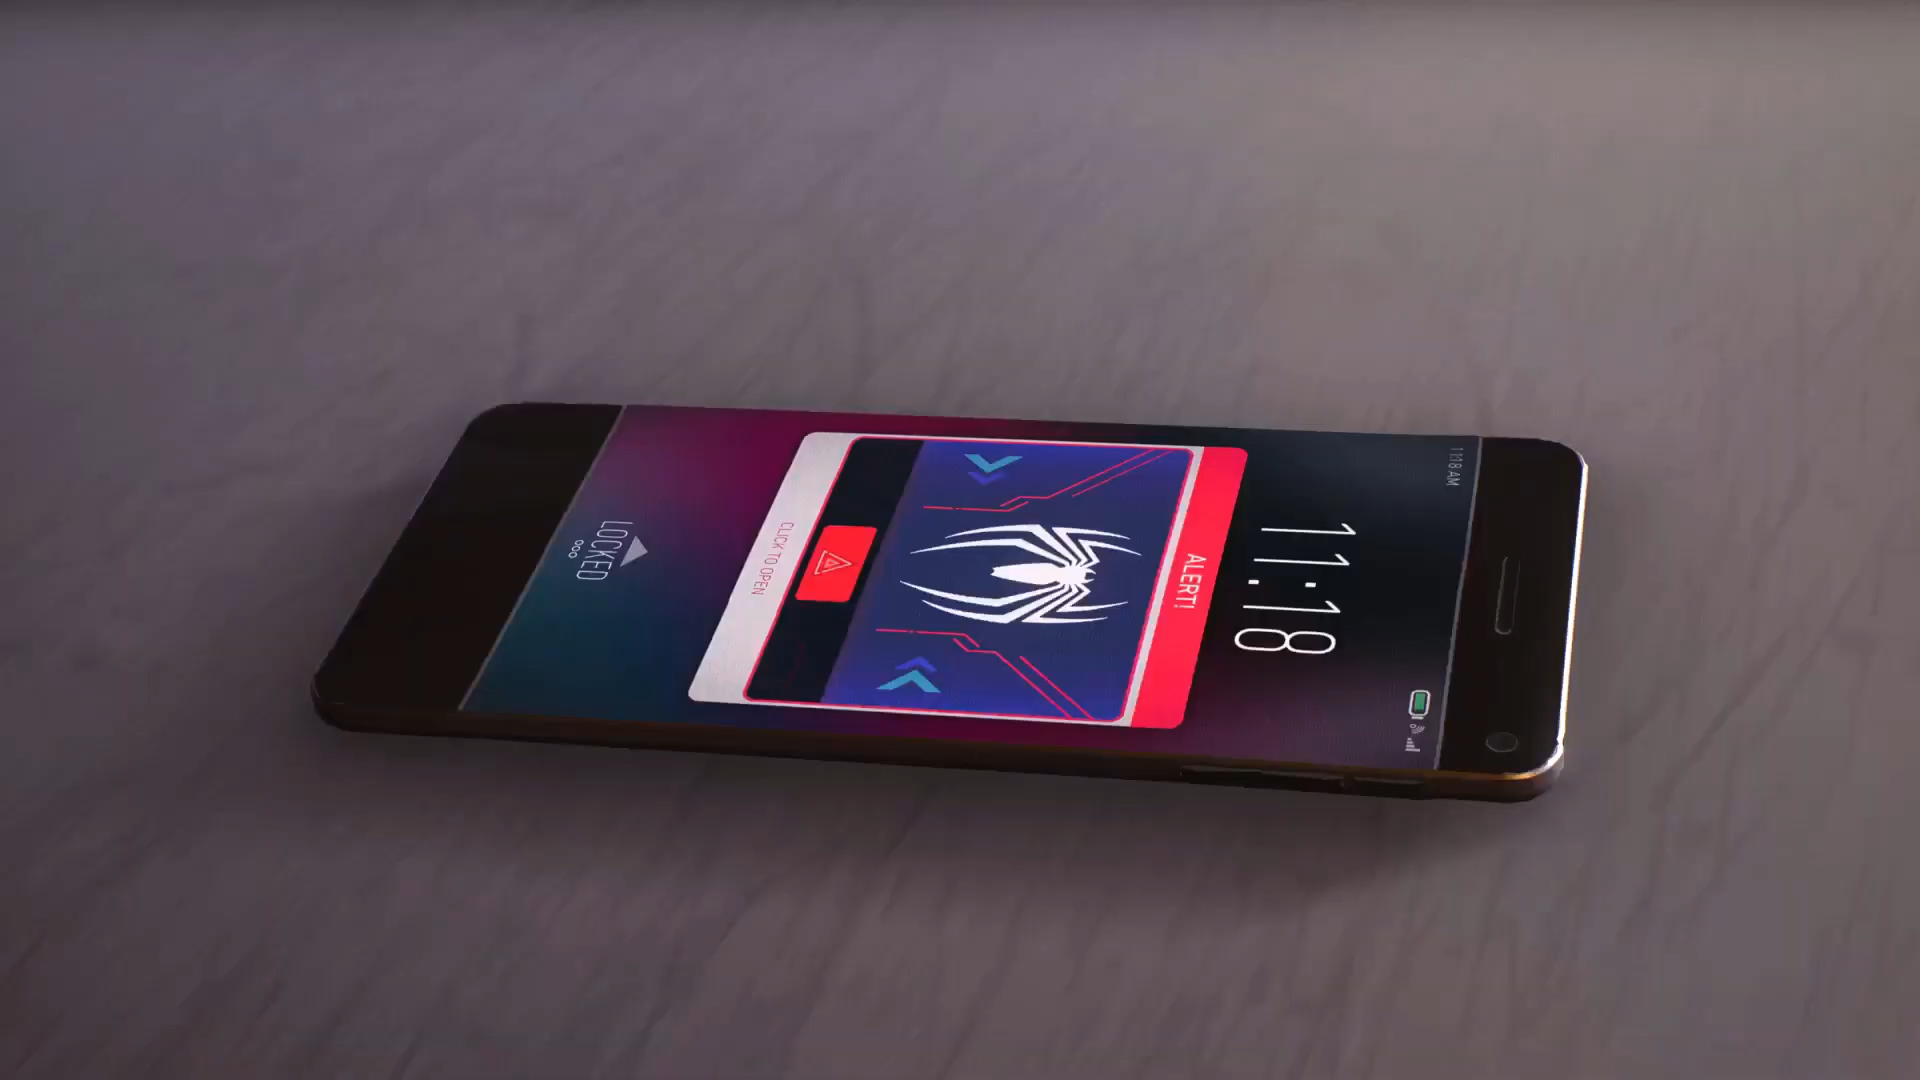 11:18 AM
11:18
ALERT!
CLICK TO OPEN
LOCKED